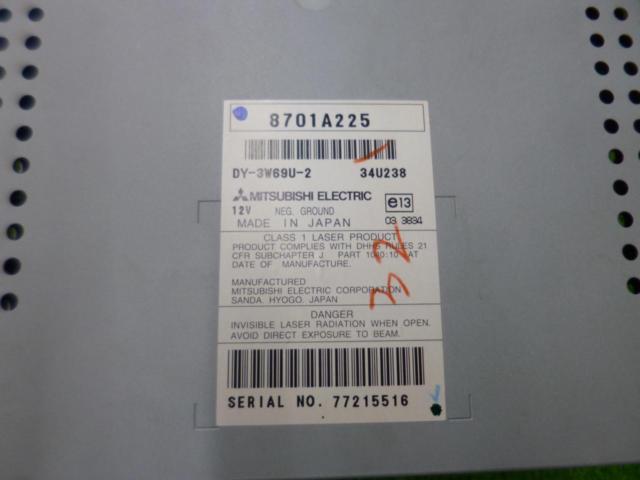 8701A225
DY-3W69U-2 34U238
MITSUBISHI ELECTRIC e13
12V NEG. GROUND 03 3834
MADE IN JAPAN
CLASS 1 LASER PRODUCT
PRODUCT COMPLIES WITH DHHS RULES 21
CFR SUBCHAPTER J PART 1040:10 AT
DATE OF MANUFACTURE.
MANUFACTURED
MITSUBISHI ELECTRIC CORPORATION
SANDA. HYOGO. JAPAN
DANGER
INVISIBLE LASER RADIATION WHEN OPEN.
AVOID DIRECT EXPOSURE TO BEAM.
SERIAL NO. 77215516